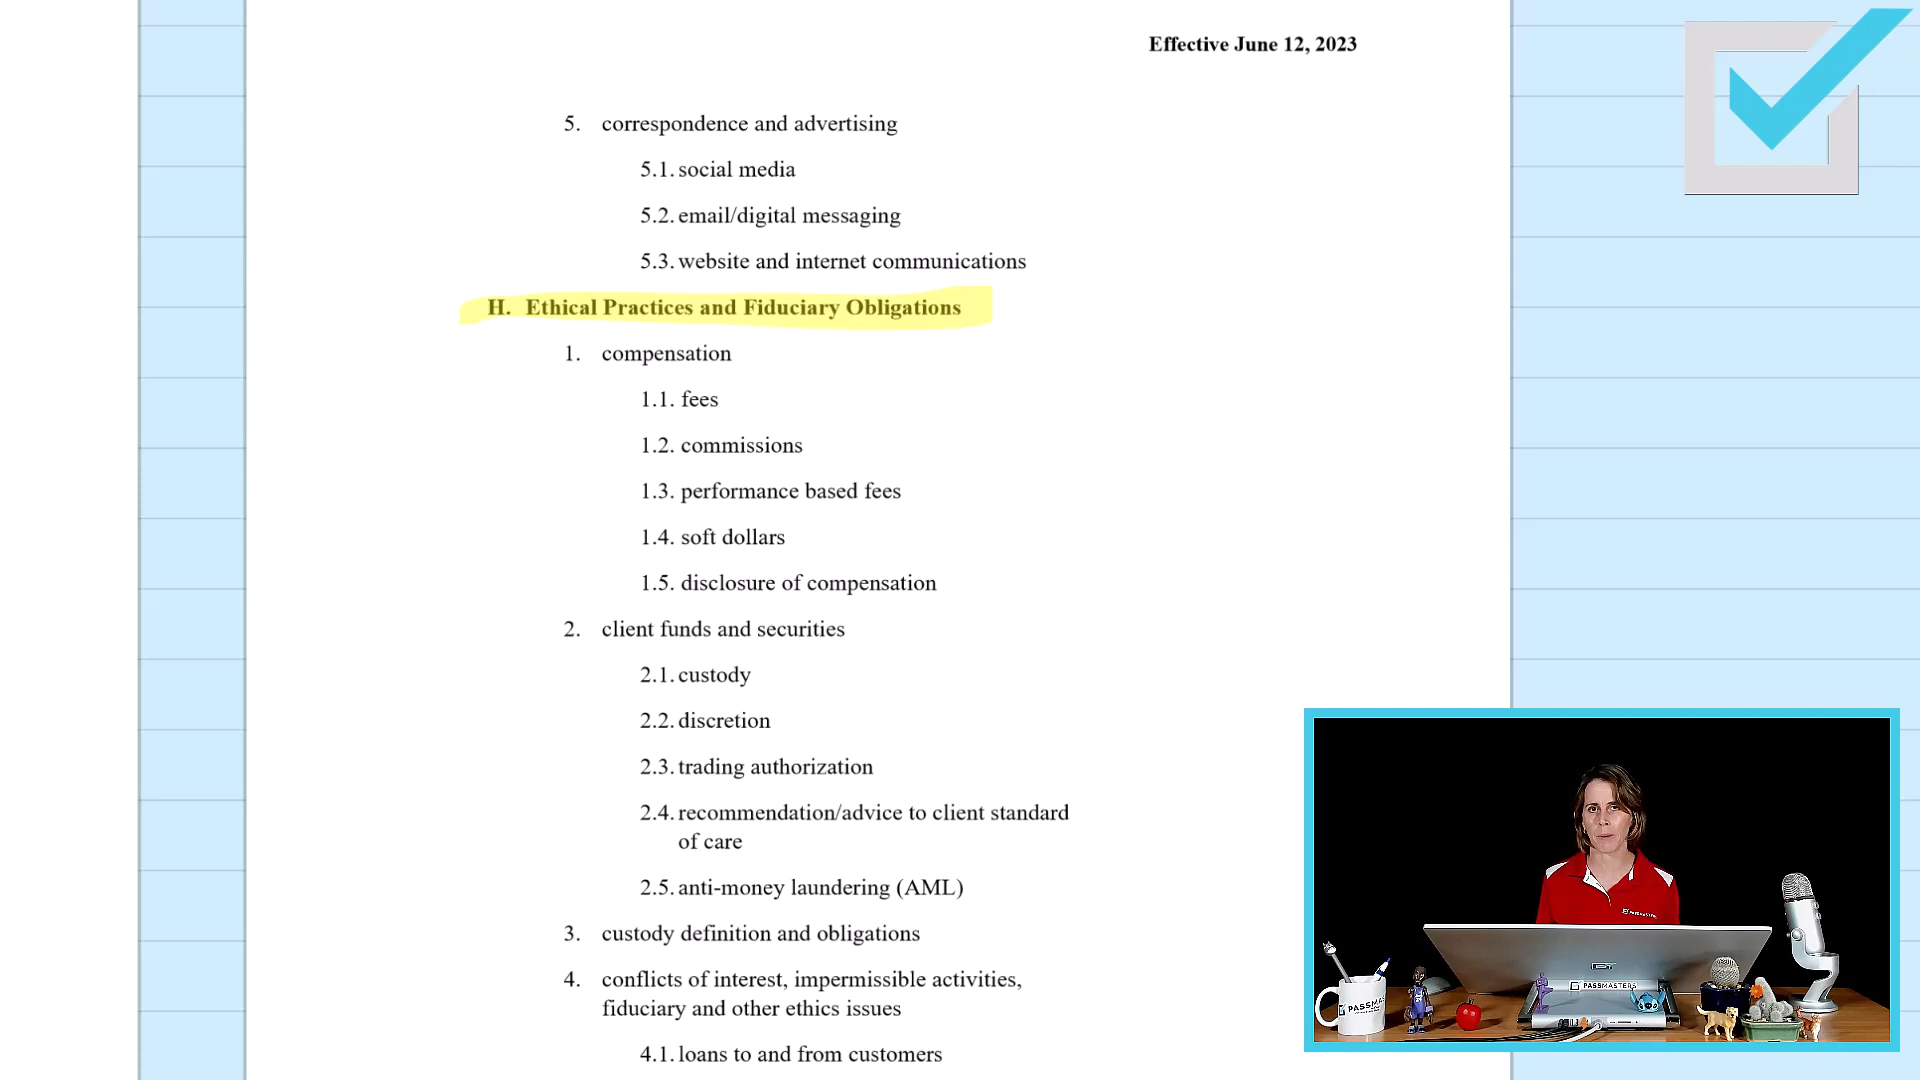 Effective June 12, 2023
5. correspondence and advertising
5.1. social media
5.2. email/digital messaging
5.3. website and internet communications
H. Ethical Practices and Fiduciary Obligations
1. compensation
1.1. fees
1.2. commissions
1.3. performance based fees
1.4. soft dollars
1.5. disclosure of compensation
2. client funds and securities
2.1. custody
2.2. discretion
2.3. trading authorization
2.4. recommendation/advice to client standard
of care
2.5. anti-money laundering (AML)
3. custody definition and obligations
4. conflicts of interest, impermissible activities,
fiduciary and other ethics issues
4.1. loans to and from customers
PASSMASTERS
PASSMAS